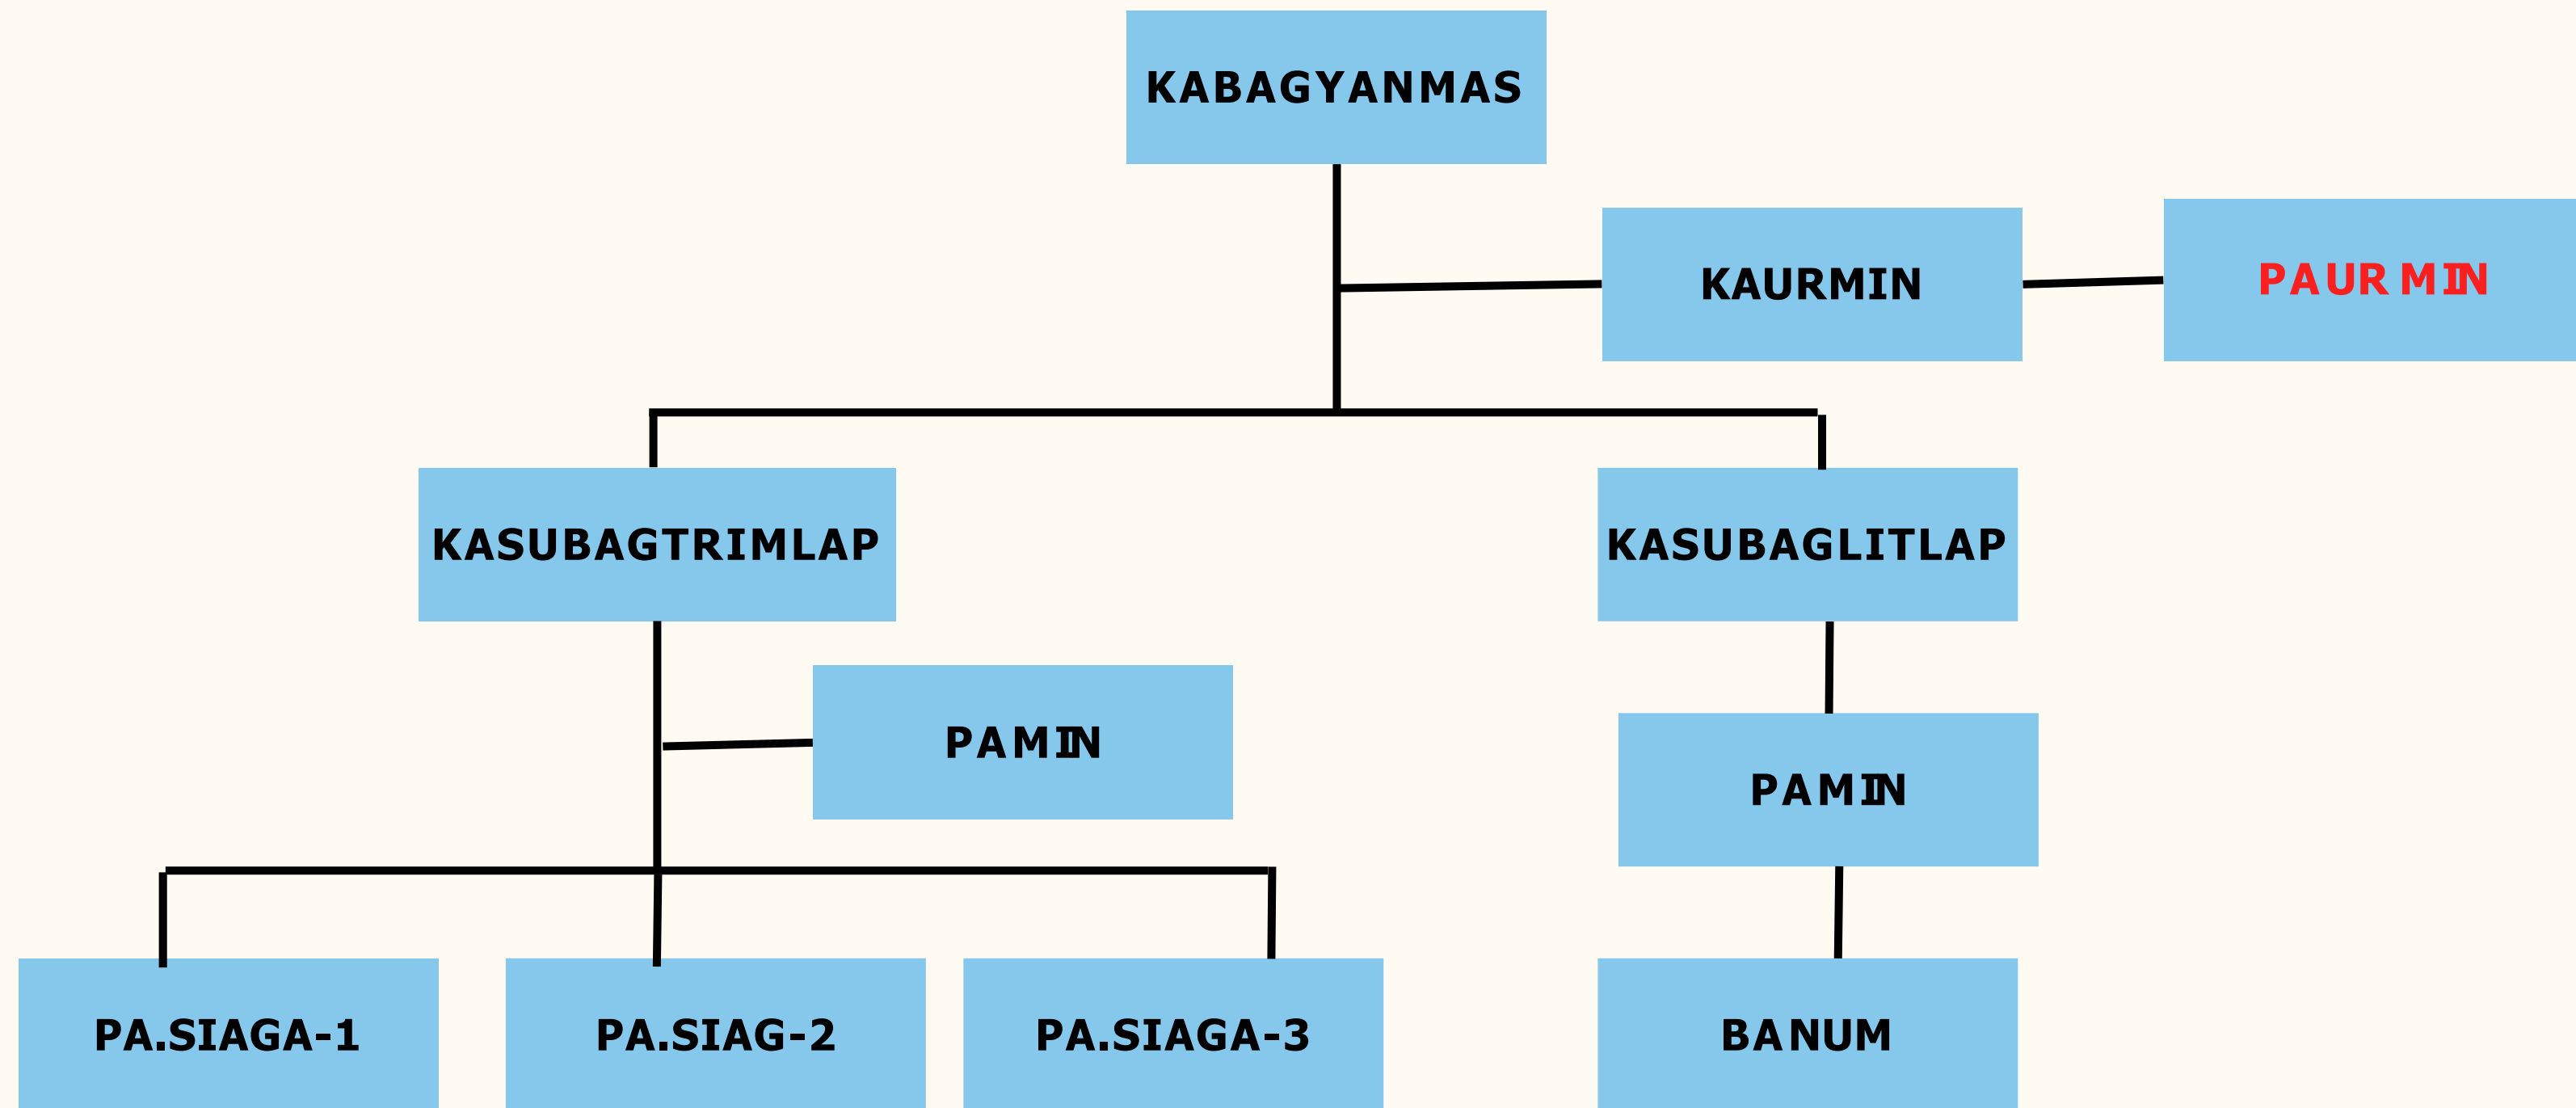 KABAGYANMAS
KAURMIN
PAURMIN
KASUBAGTRIMLAP
KASUBAGLITLAP
PAMIN
PAMIN
PA.SIAGA-1
PA.SIAG-2
PA.SIAGA-3
BANUM